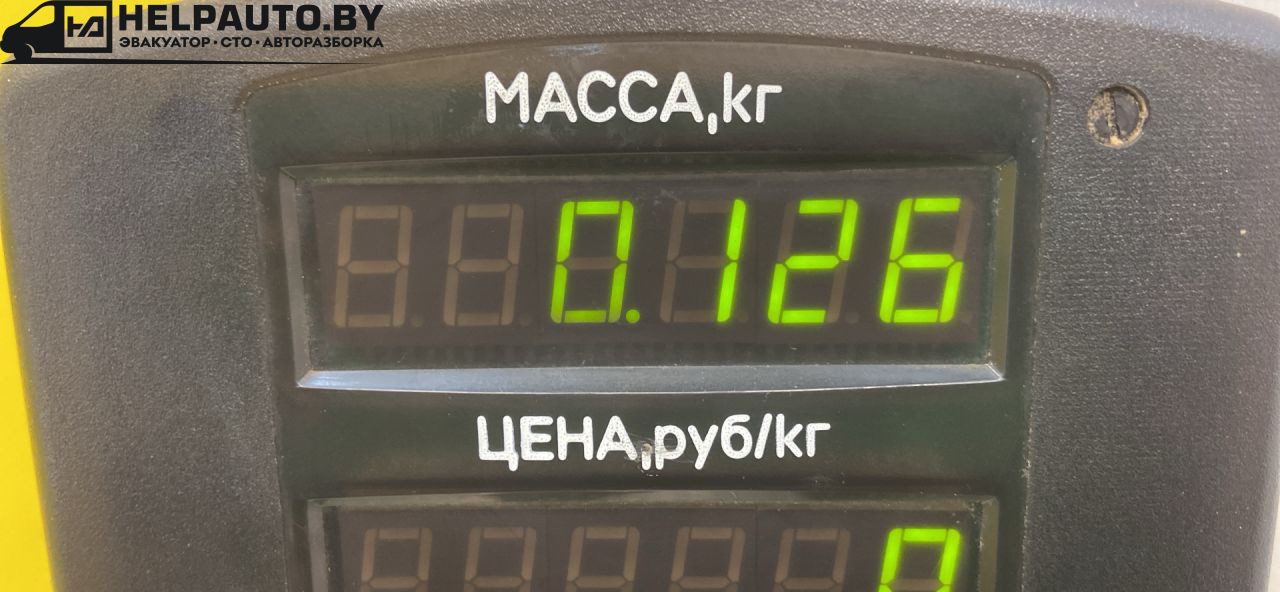 HELPAUTO.BY
ЭВАКУАТОР · СТО · АВТОРАЗБОРКА
МАССА,кг
0.126
ЦЕНА,руб/кг
0